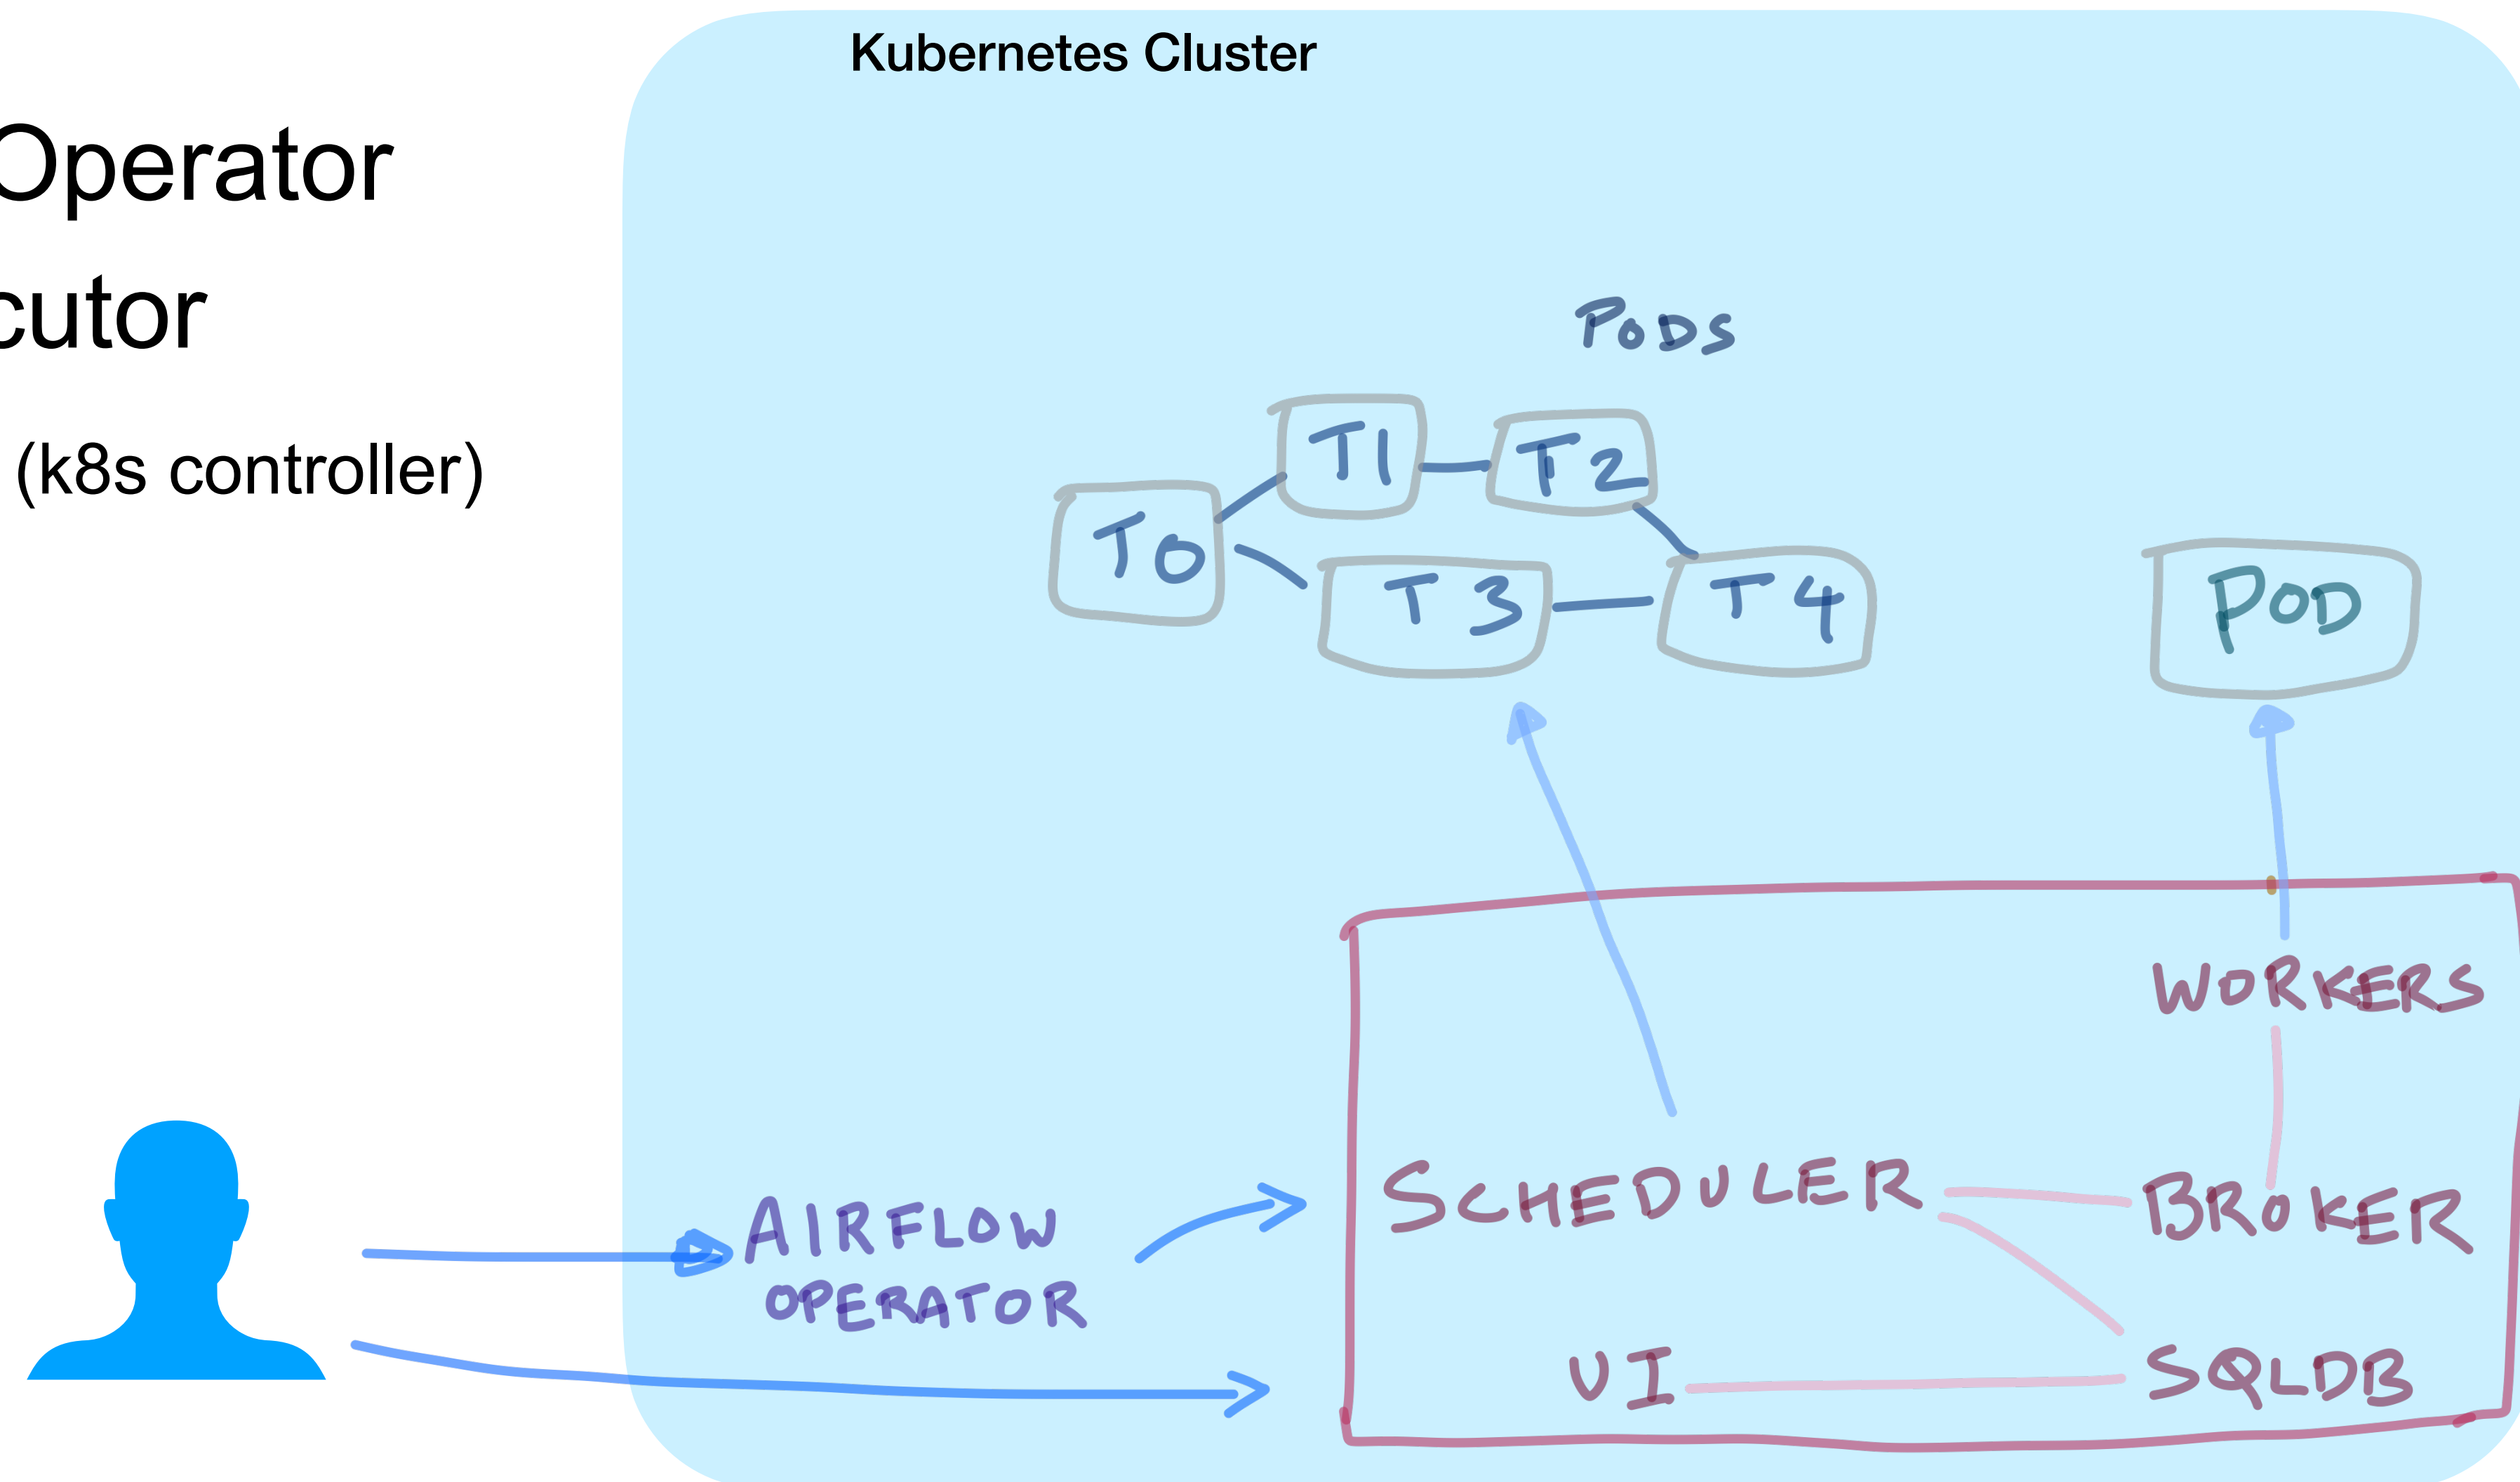 Kubernetes Cluster
Operator
cutor
(k8s controller)
PODS
T1
T2
T0
T3
T4
POD
WORKERS
SCHEDULER
BROKER
AIRFLOW
OPERATOR
UI
SQLDB